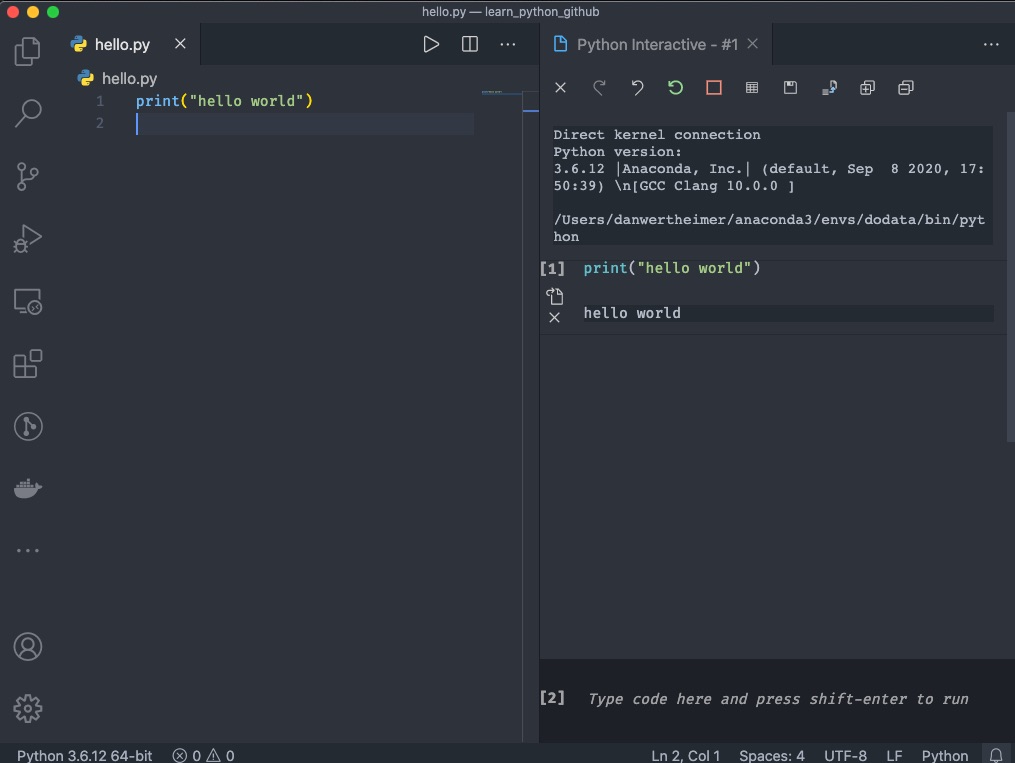 hello.py — learn_python_github
hello.py
Python Interactive - #1
hello.py
1 print("hello world")
2
Direct kernel connection
Python version:
3.6.12 |Anaconda, Inc.| (default, Sep  8 2020, 17:
50:39) \n[GCC Clang 10.0.0 ]
/Users/danwertheimer/anaconda3/envs/dodata/bin/pyt
hon
[1] print("hello world")
hello world
[2] Type code here and press shift-enter to run
Python 3.6.12 64-bit 0 0 Ln 2, Col 1 Spaces: 4 UTF-8 LF Python